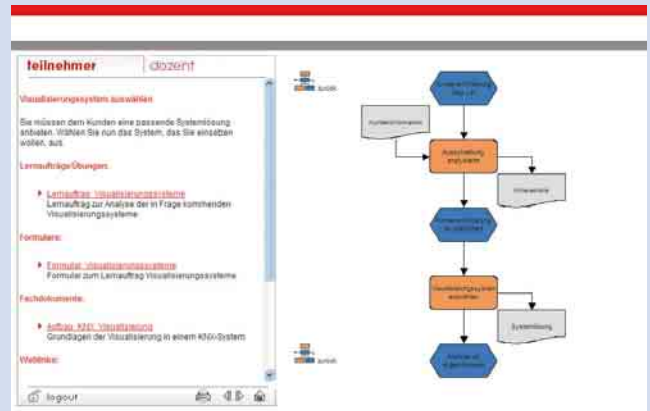 teilnehmer
dozent
Visualisierungssystem auswählen
Sie müssen dem Kunden eine passende Systemlösung
anbieten. Wählen Sie nun das System, das Sie einsetzen
wollen, aus.
Lernaufträge/Übungen:
Lernauftrag: Visualisierungssysteme
Lernauftrag zur Analyse der in Frage kommenden
Visualisierungssysteme
Formulare:
Formular: Visualisierungssysteme
Formular zum Lernauftrag Visualisierungssysteme
Fachdokumente:
KNX: Visualisierung
Grundlagen der Visualisierung in einem KNX-System
Weblinks:
logout
zurück
Kundeninformation
Ausschreibung
analysieren
Visualisierungssystem
auswählen
Systemlösung
zurück